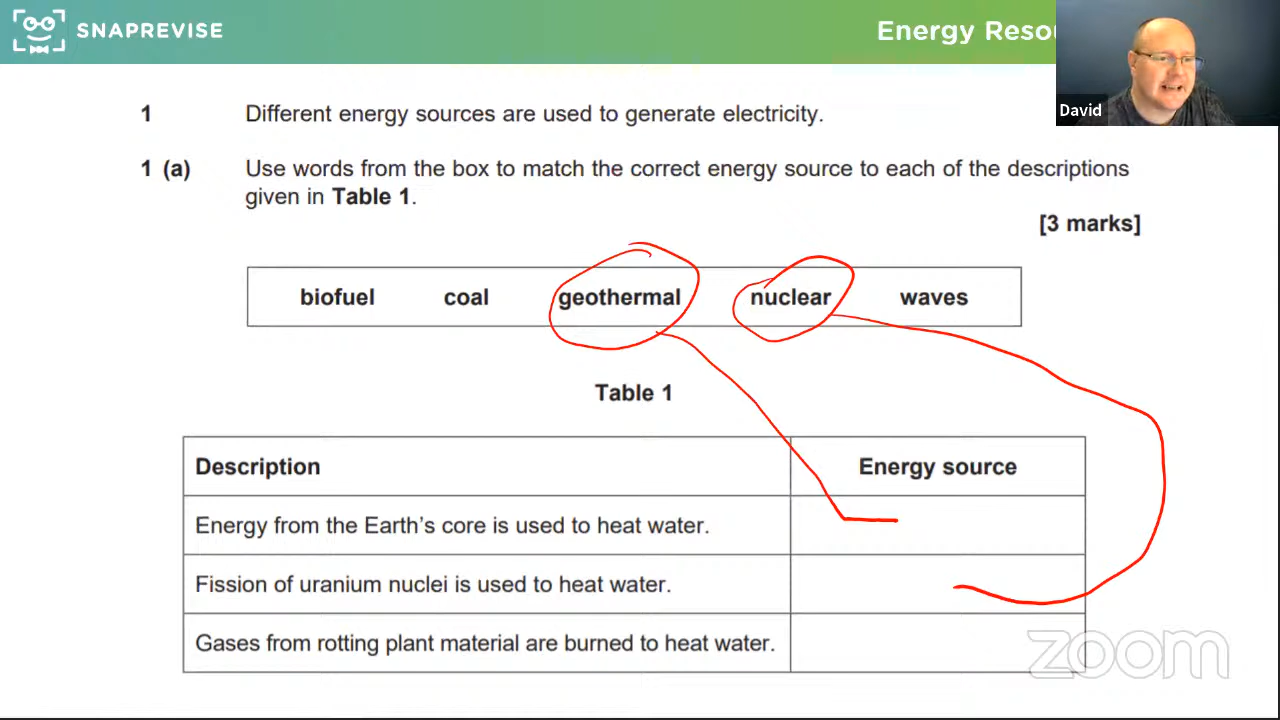 SNAPREVISE
Energy Resou
David
1 Different energy sources are used to generate electricity.
1 (a) Use words from the box to match the correct energy source to each of the descriptions
given in Table 1.
[3 marks]
biofuel coal geothermal nuclear waves
Table 1
Description Energy source
Energy from the Earth's core is used to heat water.
Fission of uranium nuclei is used to heat water.
Gases from rotting plant material are burned to heat water.
zoom